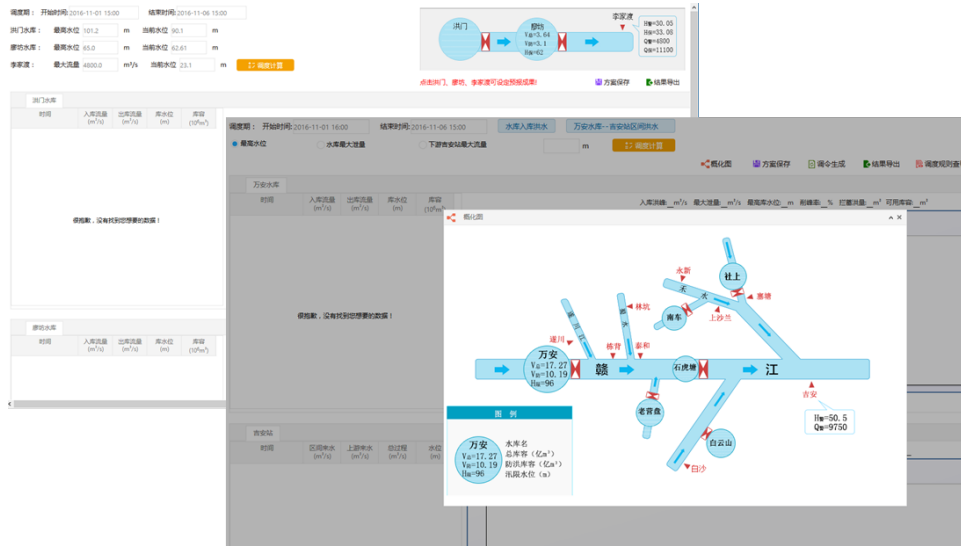 调度期： 开始时间:2016-11-01 15:00 结束时间:2016-11-06 15:00
洪门水库： 最高水位 101.2 m 当前水位 90.1 m
廖坊水库： 最高水位 65.0 m 当前水位 62.61 m
李家渡： 最大流量 4800.0 m³/s 当前水位 23.1 m 调度计算
洪门
廖坊
V总=3.64
V防=3.1
H汛=62
李家渡
H警=30.05
H保=33.08
Q警=4800
Q保=11100
点击洪门、廖坊、李家渡可设定预报成果!
方案保存 结果导出
洪门水库
时间 入库流量(m³/s) 出库流量(m³/s) 库水位(m) 库容(10⁶m³)
很抱歉，没有找到您想要的数据！
廖坊水库
时间 入库流量(m³/s) 出库流量(m³/s) 库水位(m) 库容(10⁶m³)
调度期： 开始时间:2016-11-01 16:00 结束时间:2016-11-06 15:00 水库入库洪水 万安水库--吉安站区间洪水
最高水位 水库最大泄量 下游吉安站最大流量 m 调度计算
概化图 方案保存 调令生成 结果导出 调度规则查
万安水库
时间 入库流量(m³/s) 出库流量(m³/s) 库水位(m) 库容(10⁶m³)
入库洪峰:__m³/s 最大泄量:__m³/s 最高库水位:__m 削峰率:__% 拦蓄洪量:__m³ 可用库容:__m³
很抱歉，没有找到您想要的数据！
吉安站
时间 区间来水(m³/s) 上游来水(m³/s) 总过程(m³/s) 水位(m)
概化图
社上
永新
禾 水
惠塘
上沙兰
南车
林坑
蜀水
遂川江
遂川
栋背
泰和
万安
V总=17.27
V防=10.19
H汛=96
赣
石虎塘
江
吉安
H警=50.5
Q警=9750
老营盘
白云山
白沙
图 例
万安
V总=17.27
V防=10.19
H汛=96
水库名
总库容（亿m³）
防洪库容（亿m³）
汛限水位（m）